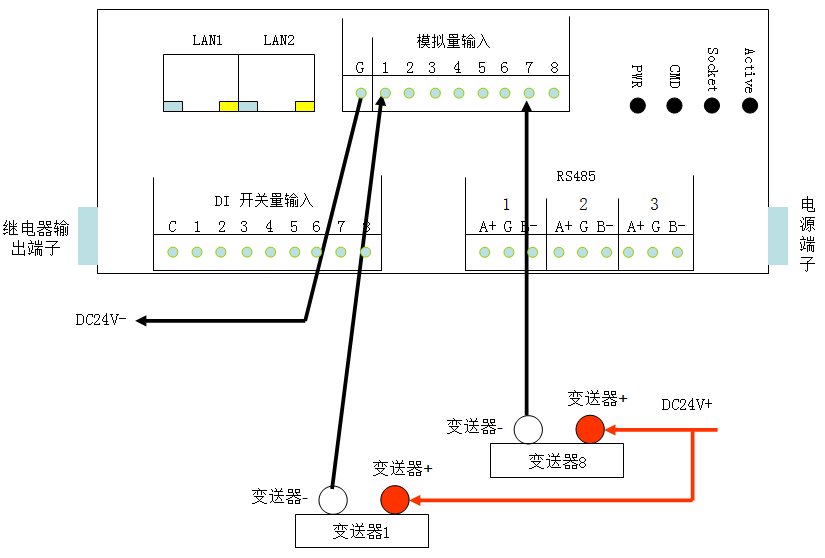 LAN1 LAN2
模拟量输入
G 1 2 3 4 5 6 7 8
PWR
CMD
Socket
Active
DI 开关量输入
C 1 2 3 4 5 6 7 8
RS485
1 2 3
A+ G B- A+ G B- A+ G B-
继电器输
出端子
电
源
端
子
DC24V-
变送器- 变送器+ DC24V+
变送器8
变送器- 变送器+
变送器1